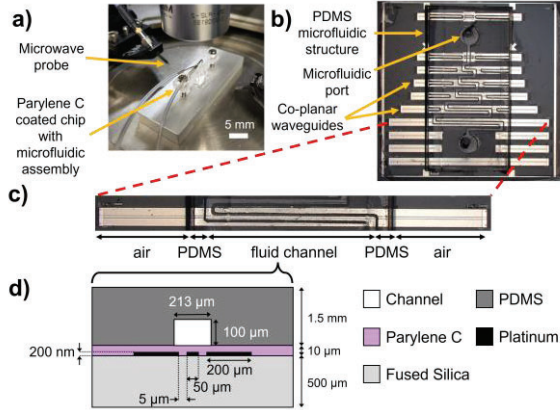 a)
Microwave
probe
Parylene C
coated chip
with
microfluidic
assembly
5 mm
b)
PDMS
microfluidic
structure
Microfluidic
port
Co-planar
waveguides
c)
air
PDMS
fluid channel
PDMS
air
d)
213 µm
100 µm
200 nm
200 µm
50 µm
5 µm
1.5 mm
10 µm
500 µm
Channel
PDMS
Parylene C
Platinum
Fused Silica